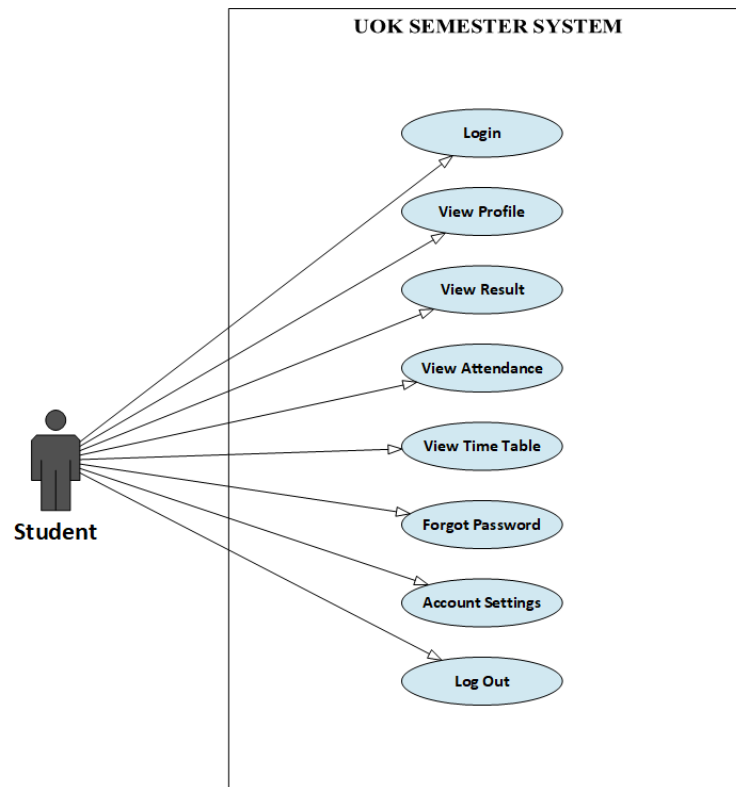 UOK SEMESTER SYSTEM
Login
View Profile
View Result
View Attendance
View Time Table
Forgot Password
Account Settings
Log Out
Student